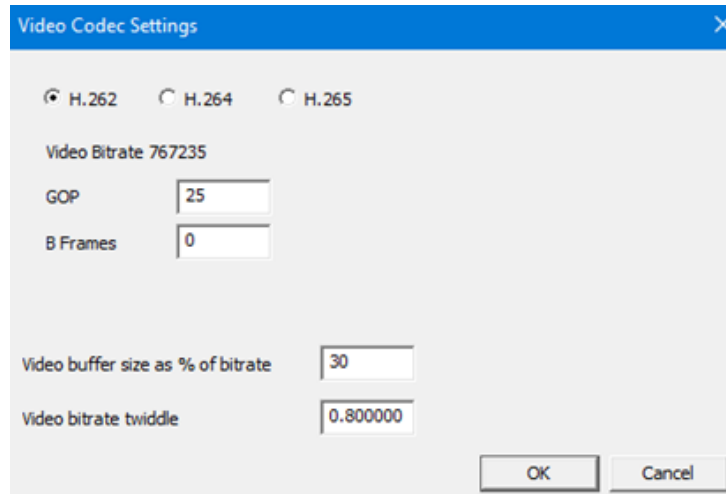 Video Codec Settings
H.262 H.264 H.265
Video Bitrate 767235
GOP 25
B Frames 0
Video buffer size as % of bitrate 30
Video bitrate twiddle 0.800000
OK Cancel